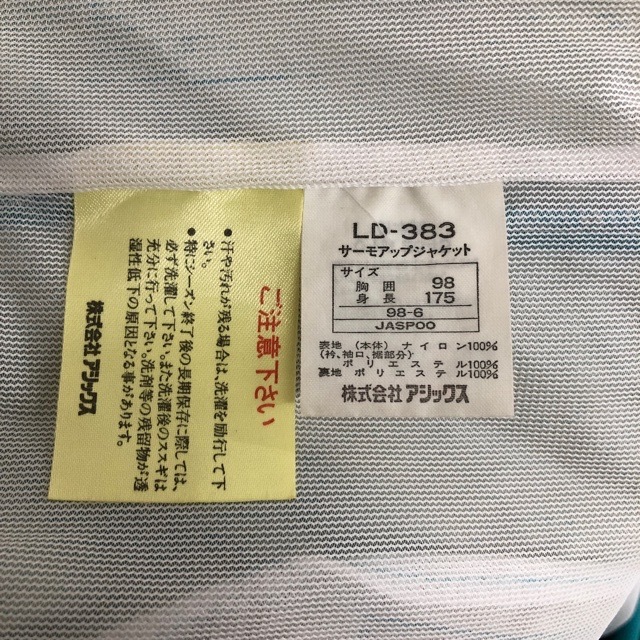 ご注意下さい
●汗や汚れが残る場合は、洗濯を励行して下
さい。
●特にシーズン終了後の長期保存に際しては、
必ず洗濯して下さい。また洗濯後のススギは
充分に行って下さい。洗剤等の残留物が透
湿性低下の原因となる事があります。
株式会社アシックス
LD-383
サーモアップジャケット
サイズ
胸囲 98
身長 175
98-6
JASPOO
表地 (本体) ナイロン100%
(衿、袖口、裾部分)
ポリエステル100%
裏地 ポリエステル100%
株式会社 アシックス